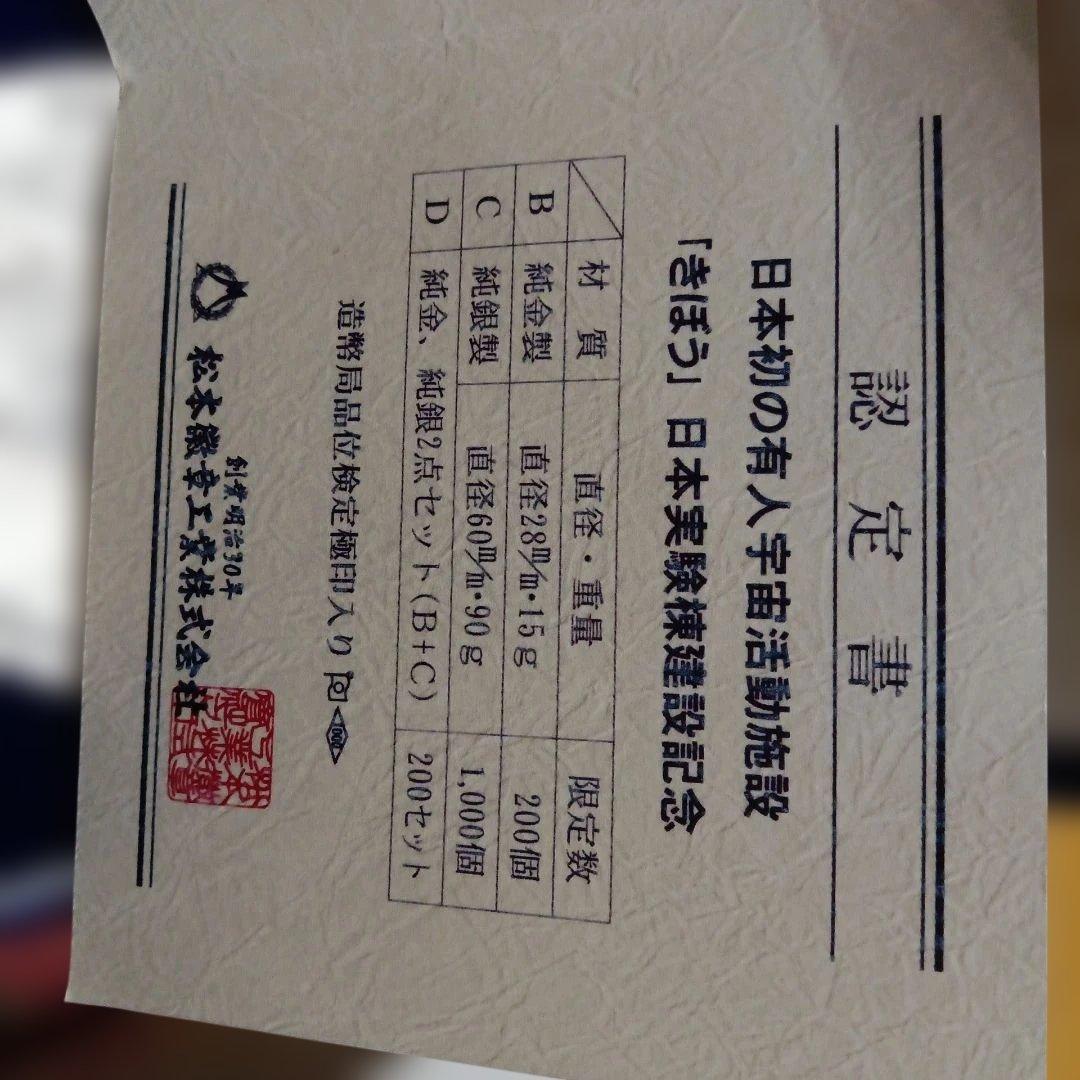 認定書
日本初の有人宇宙活動施設
「きぼう」日本実験棟建設記念
材 質 直径・重量 限定数
B 純金製 直径28㎜・15g 200個
C 純銀製 直径60㎜・90g 1,000個
D 純金、純銀2点セット(B+C) 200セット
造幣局品位検定極印入り 1000
創業明治30年
松本徽章工業株式会社